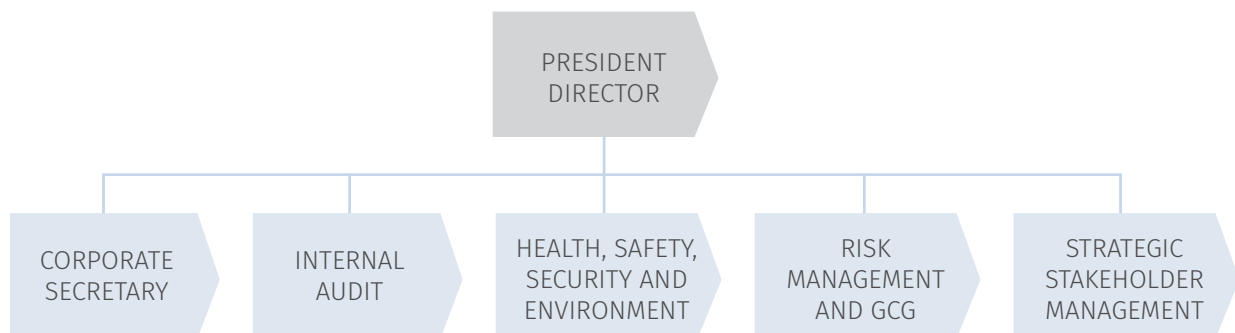 PRESIDENT
DIRECTOR
CORPORATE
SECRETARY
INTERNAL
AUDIT
HEALTH, SAFETY,
SECURITY AND
ENVIRONMENT
RISK
MANAGEMENT
AND GCG
STRATEGIC
STAKEHOLDER
MANAGEMENT